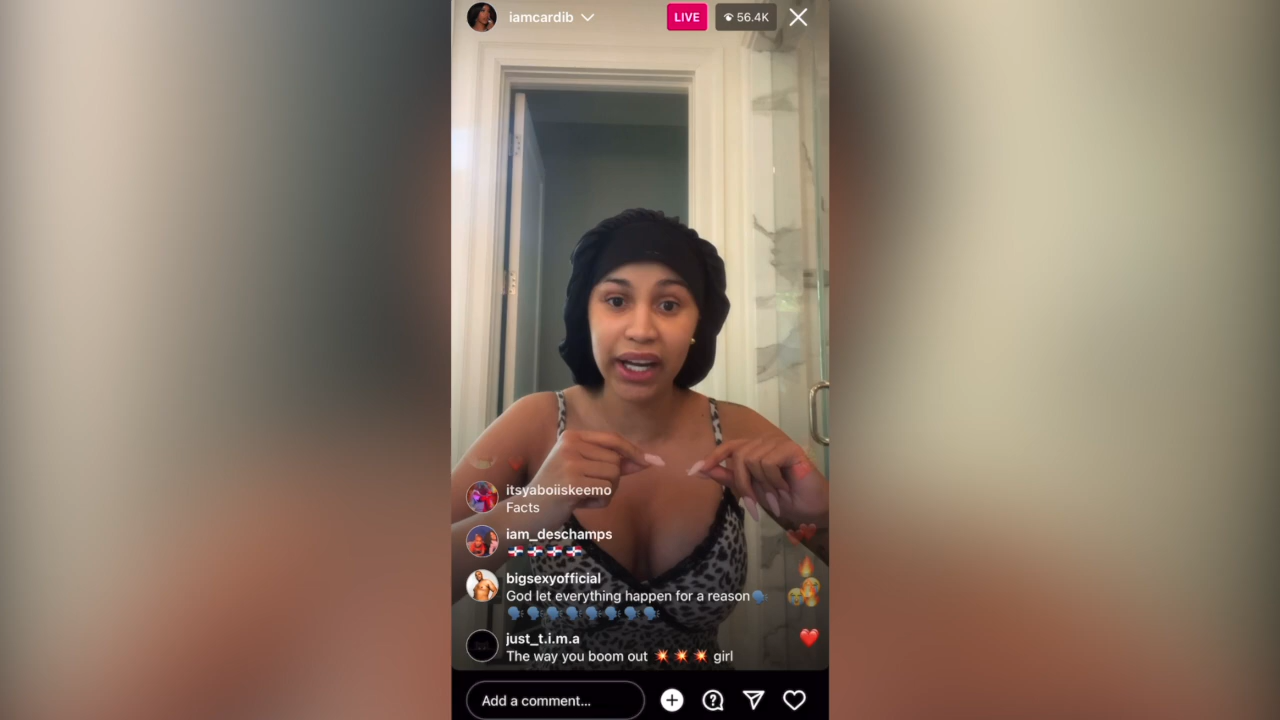 iamcardib
LIVE
56.4K
itsyaboiiskeemo
Facts
iam_deschamps
🇩🇴🇩🇴🇩🇴🇩🇴
bigsexyofficial
God let everything happen for a reason🗣️
🗣️🗣️🗣️🗣️🗣️🗣️🗣️🗣️
just_t.i.m.a
The way you boom out 💥💥💥 girl
Add a comment...